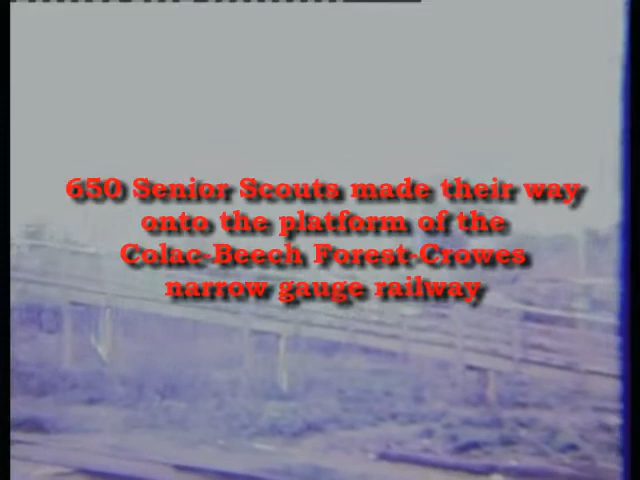 650 Senior Scouts made their way
onto the platform of the
Colac-Beech Forest-Crowes
narrow gauge railway